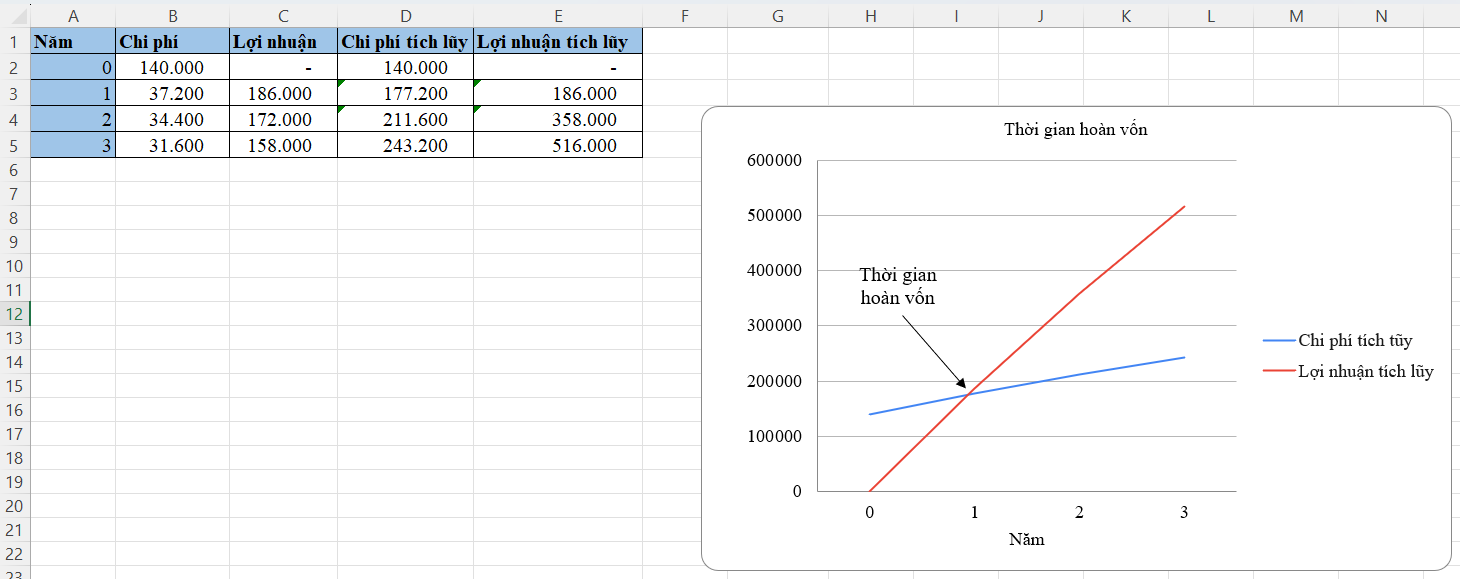 A B C D E F G H I J K L M N
1 Năm Chi phí Lợi nhuận Chi phí tích lũy Lợi nhuận tích lũy
2 0 140.000 - 140.000 -
3 1 37.200 186.000 177.200 186.000
4 2 34.400 172.000 211.600 358.000
5 3 31.600 158.000 243.200 516.000
6
7
8
9
10
11
12
13
14
15
16
17
18
19
20
21
22
23
Thời gian hoàn vốn
600000
500000
400000
300000
200000
100000
0
Thời gian
hoàn vốn
0 1 2 3
Năm
Chi phí tích tũy
Lợi nhuận tích lũy